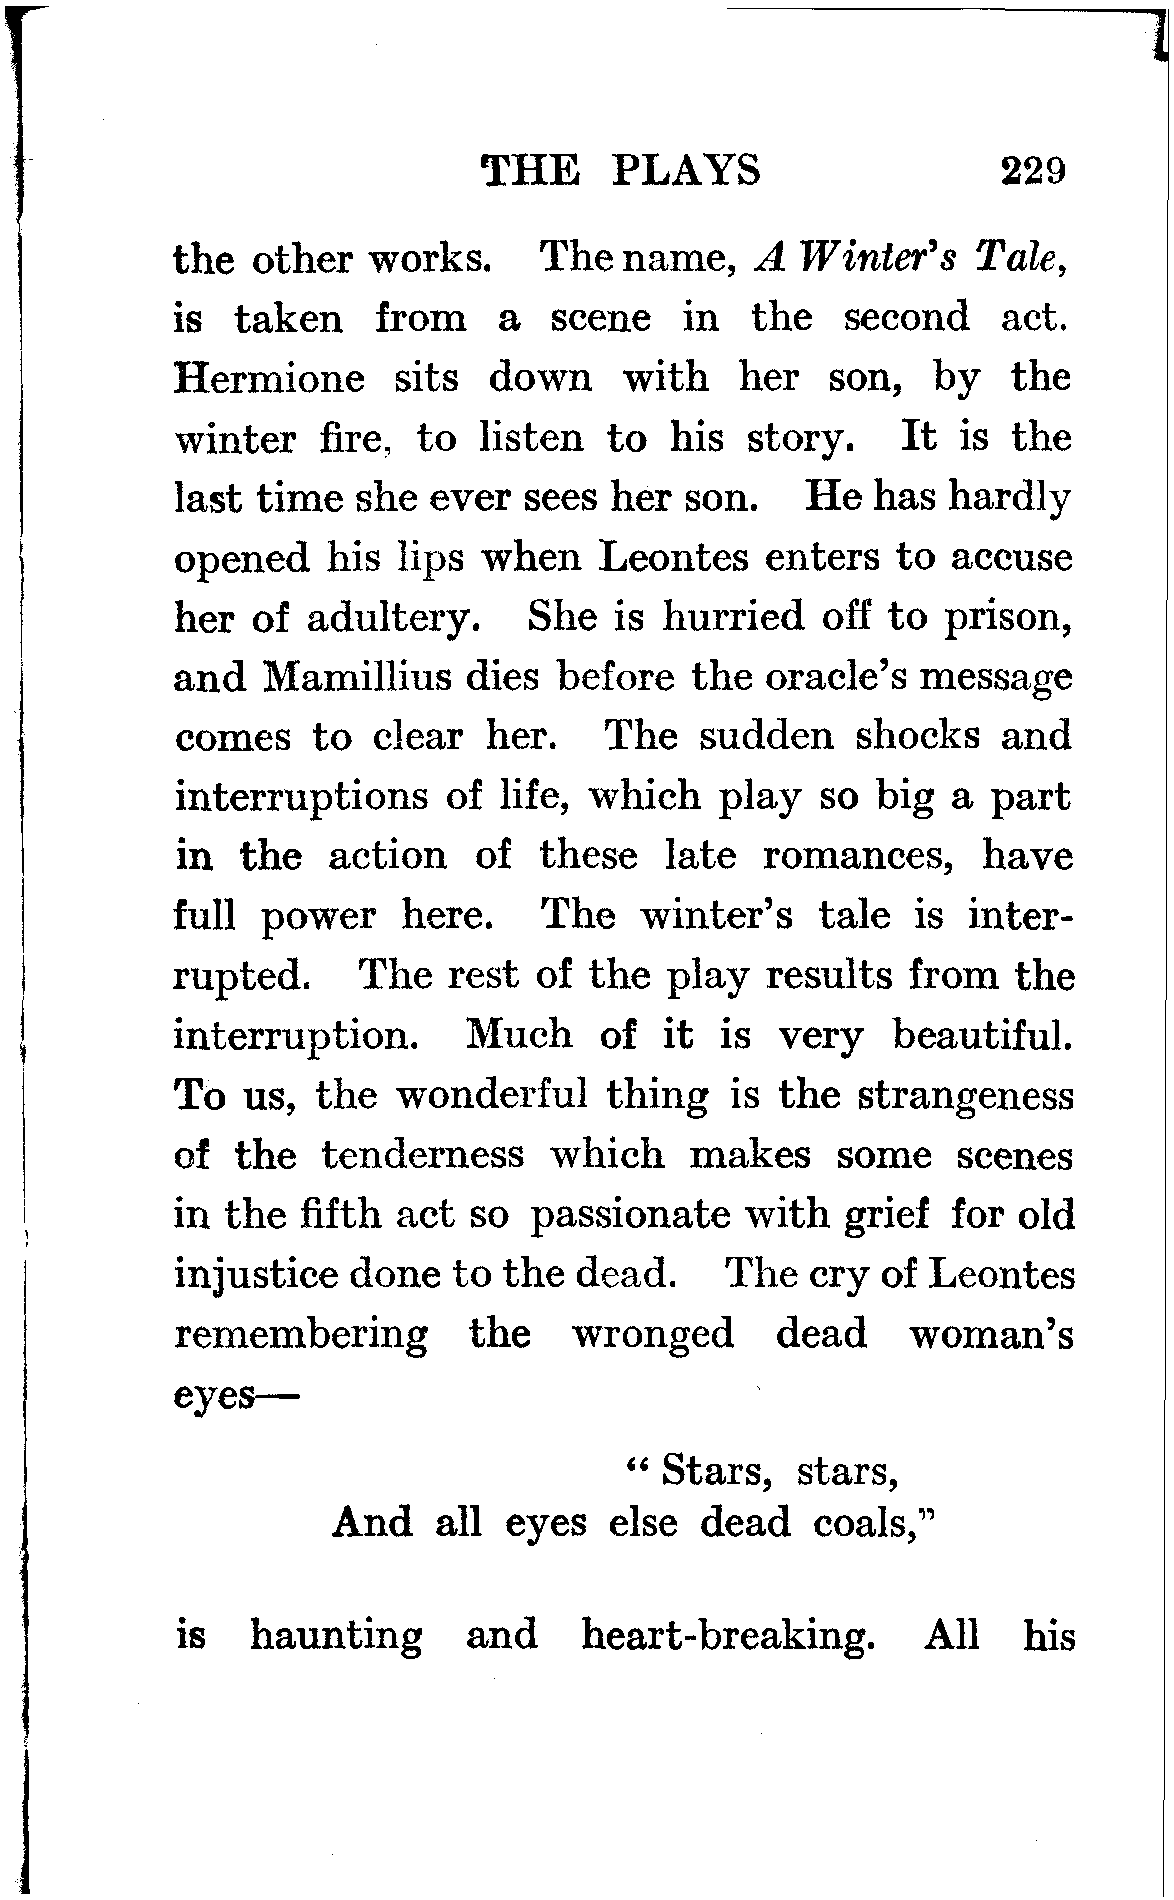 THE PLAYS 229
the other works. The name, A Winter's Tale,
is taken from a scene in the second act.
Hermione sits down with her son, by the
winter fire, to listen to his story. It is the
last time she ever sees her son. He has hardly
opened his lips when Leontes enters to accuse
her of adultery. She is hurried off to prison,
and Mamillius dies before the oracle's message
comes to clear her. The sudden shocks and
interruptions of life, which play so big a part
in the action of these late romances, have
full power here. The winter's tale is inter-
rupted. The rest of the play results from the
interruption. Much of it is very beautiful.
To us, the wonderful thing is the strangeness
of the tenderness which makes some scenes
in the fifth act so passionate with grief for old
injustice done to the dead. The cry of Leontes
remembering the wronged dead woman's
eyes—
“ Stars, stars,
And all eyes else dead coals,”
is haunting and heart-breaking. All his